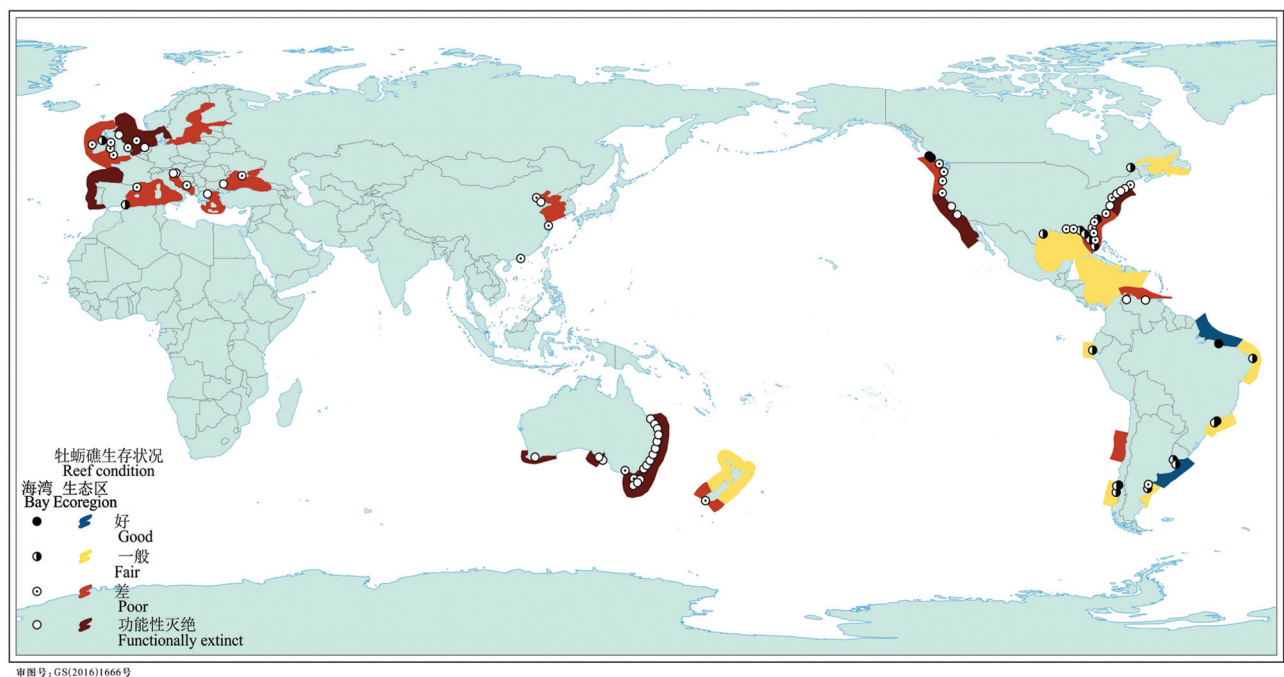 牡蛎礁生存状况
Reef condition
海湾 生态区
Bay Ecoregion
好
Good
一般
Fair
差
Poor
功能性灭绝
Functionally extinct
审图号:GS(2016)1666号